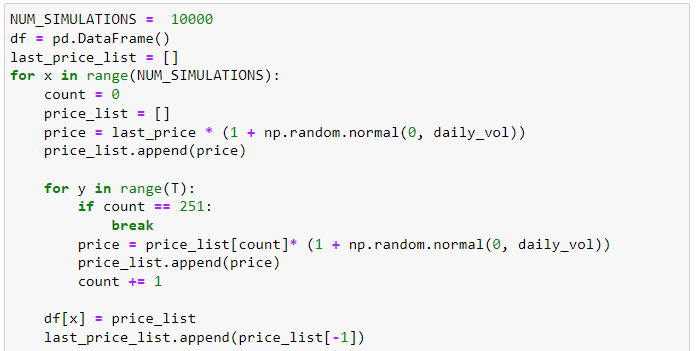 NUM_SIMULATIONS =  10000
df = pd.DataFrame()
last_price_list = []
for x in range(NUM_SIMULATIONS):
    count = 0
    price_list = []
    price = last_price * (1 + np.random.normal(0, daily_vol))
    price_list.append(price)

    for y in range(T):
        if count == 251:
            break
        price = price_list[count]* (1 + np.random.normal(0, daily_vol))
        price_list.append(price)
        count += 1

    df[x] = price_list
    last_price_list.append(price_list[-1])